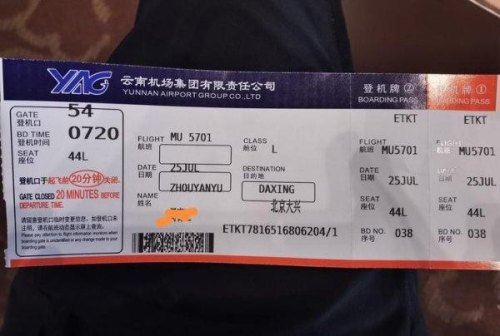 YAG 云南机场集团有限责任公司
YUNNAN AIRPORT GROUP CO.,LTD
登机牌②
BOARDING PASS
登机牌①
BOARDING PASS
GATE
登机口
54
BD TIME
登机时间
0720
SEAT
座位
44L
登机口于起飞前20分钟关闭.
GATE CLOSED 20 MINUTES BEFORE
DEPARTURE TIME.
FLIGHT
航班
MU 5701
CLASS
舱位
L
DATE
日期
25JUL
DESTINATION
目的地
ZHOUYANYU
DAXING
NAME
姓名
北京大兴
ETKT7816516806204/1
ETKT
FLIGHT
航班
MU5701
DATE
日期
25JUL
SEAT
座位
44L
BD NO.
序号
038
ETKT
MU5701
25JUL
SEAT
座位
44L
BD NO.
序号
038